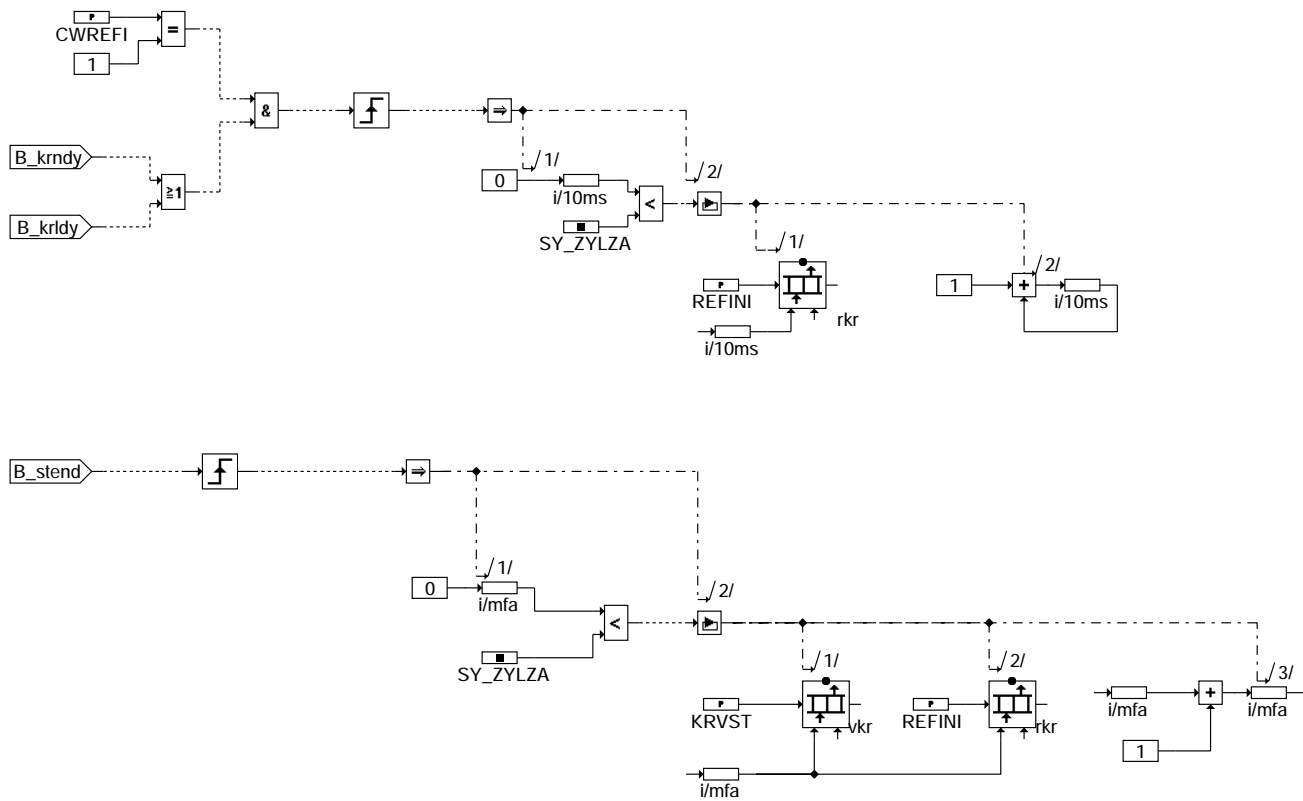 CWREFI
P
=
1
&
B_krndy
≧1
B_krldy
⇒
/1/
/2/
0
i/10ms
<
SY_ZYLZA
/1/
P
REFINI
rkr
i/10ms
/2/
1
+
i/10ms
B_stend
⇒
/1/
0
i/mfa
<
/2/
SY_ZYLZA
/1/
/2/
/3/
P
KRVST
vkr
P
REFINI
rkr
i/mfa
+
i/mfa
1
i/mfa